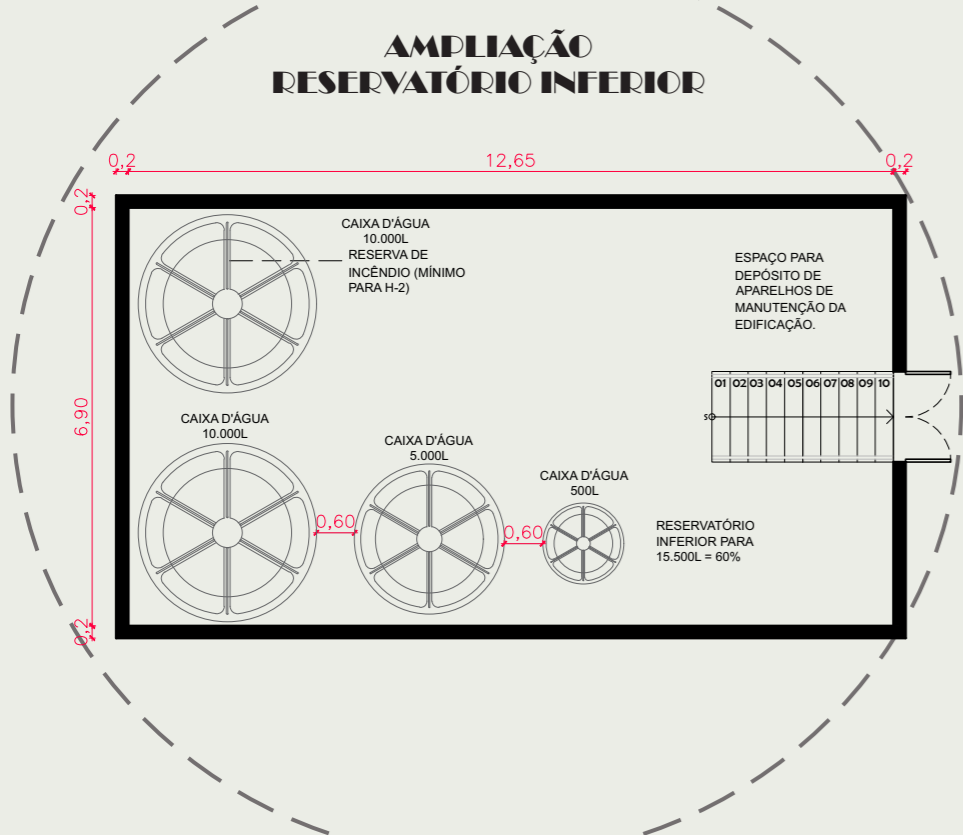 AMPLIAÇÃO
RESERVATÓRIO INFERIOR
0,2
12,65
0,2
0,2
6,90
0,2
CAIXA D'ÁGUA
10.000L
RESERVA DE
INCÊNDIO (MÍNIMO
PARA H-2)
ESPAÇO PARA
DEPÓSITO DE
APARELHOS DE
MANUTENÇÃO DA
EDIFICAÇÃO.
01 02 03 04 05 06 07 08 09 10
S
CAIXA D'ÁGUA
10.000L
0,60
CAIXA D'ÁGUA
5.000L
0,60
CAIXA D'ÁGUA
500L
RESERVATÓRIO
INFERIOR PARA
15.500L = 60%